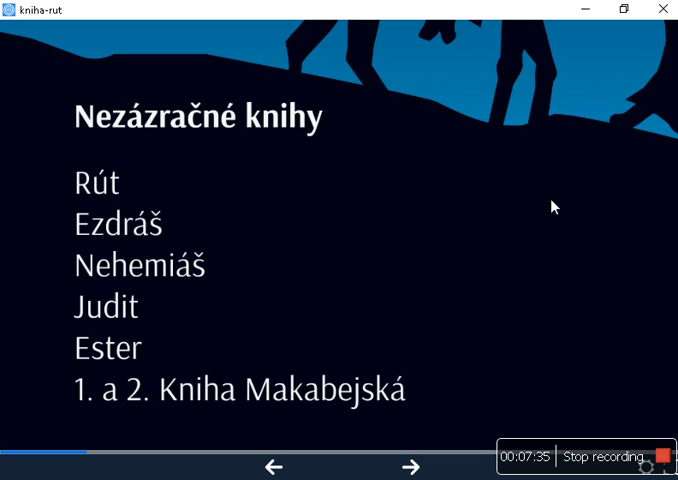 kniha-rut
Nezázračné knihy
Rút
Ezdráš
Nehemiáš
Judit
Ester
1. a 2. Kniha Makabejská
00:07:35 Stop recording